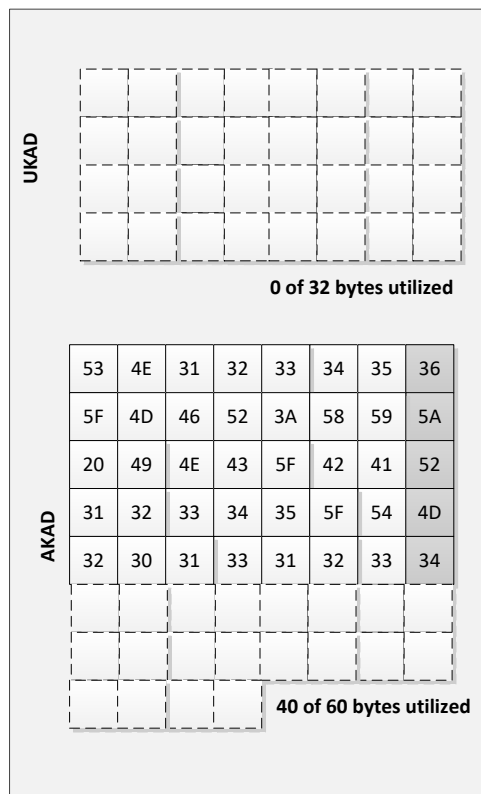 UKAD
0 of 32 bytes utilized
AKAD
53 4E 31 32 33 34 35 36
5F 4D 46 52 3A 58 59 5A
20 49 4E 43 5F 42 41 52
31 32 33 34 35 5F 54 4D
32 30 31 33 31 32 33 34
40 of 60 bytes utilized